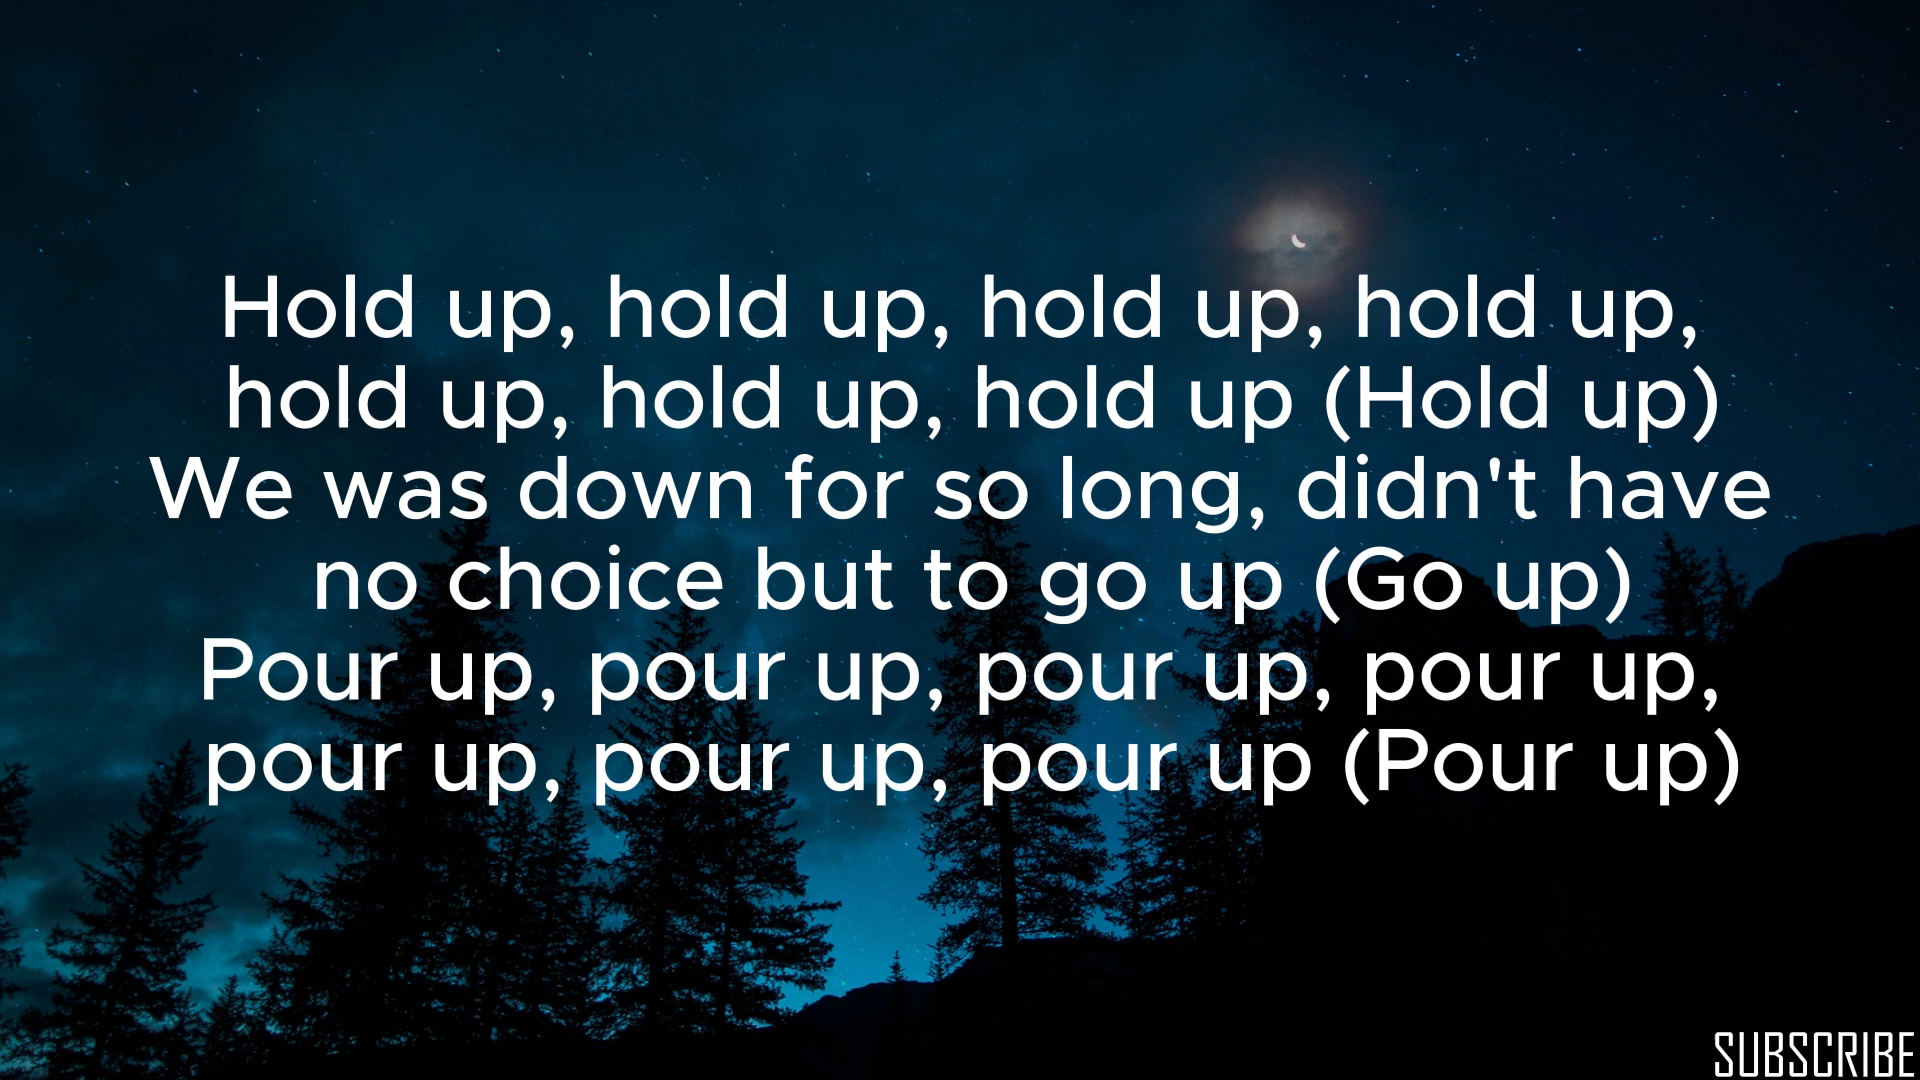 Hold up, hold up, hold up, hold up,
hold up, hold up, hold up (Hold up)
We was down for so long, didn't have
no choice but to go up (Go up)
Pour up, pour up, pour up, pour up,
pour up, pour up, pour up (Pour up)
SUBSCRIBE